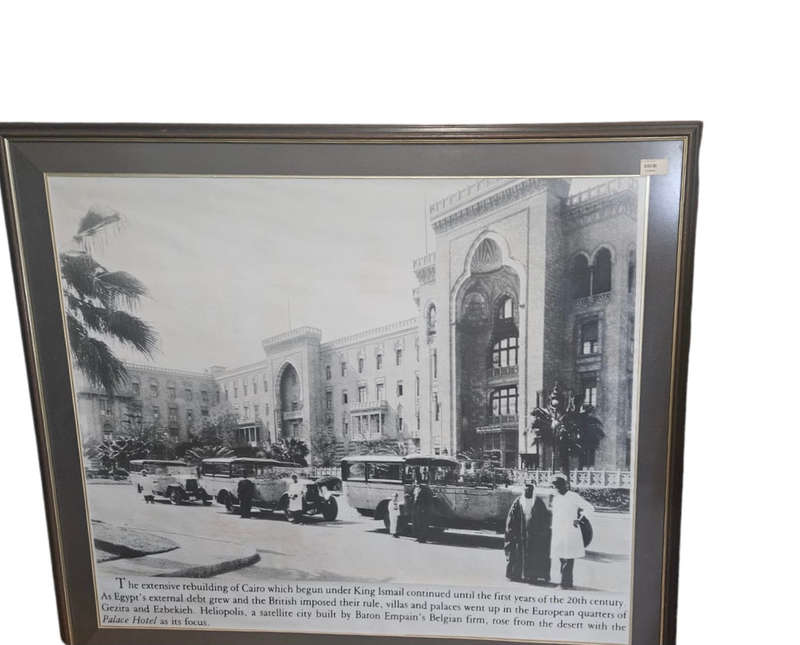 The extensive rebuilding of Cairo which begun under King Ismail continued until the first years of the 20th century.
As Egypt's external debt grew and the British imposed their rule, villas and palaces went up in the European quarters of
Gezira and Ezbekieh. Heliopolis, a satellite city built by Baron Empain's Belgian firm, rose from the desert with the
Palace Hotel as its focus.